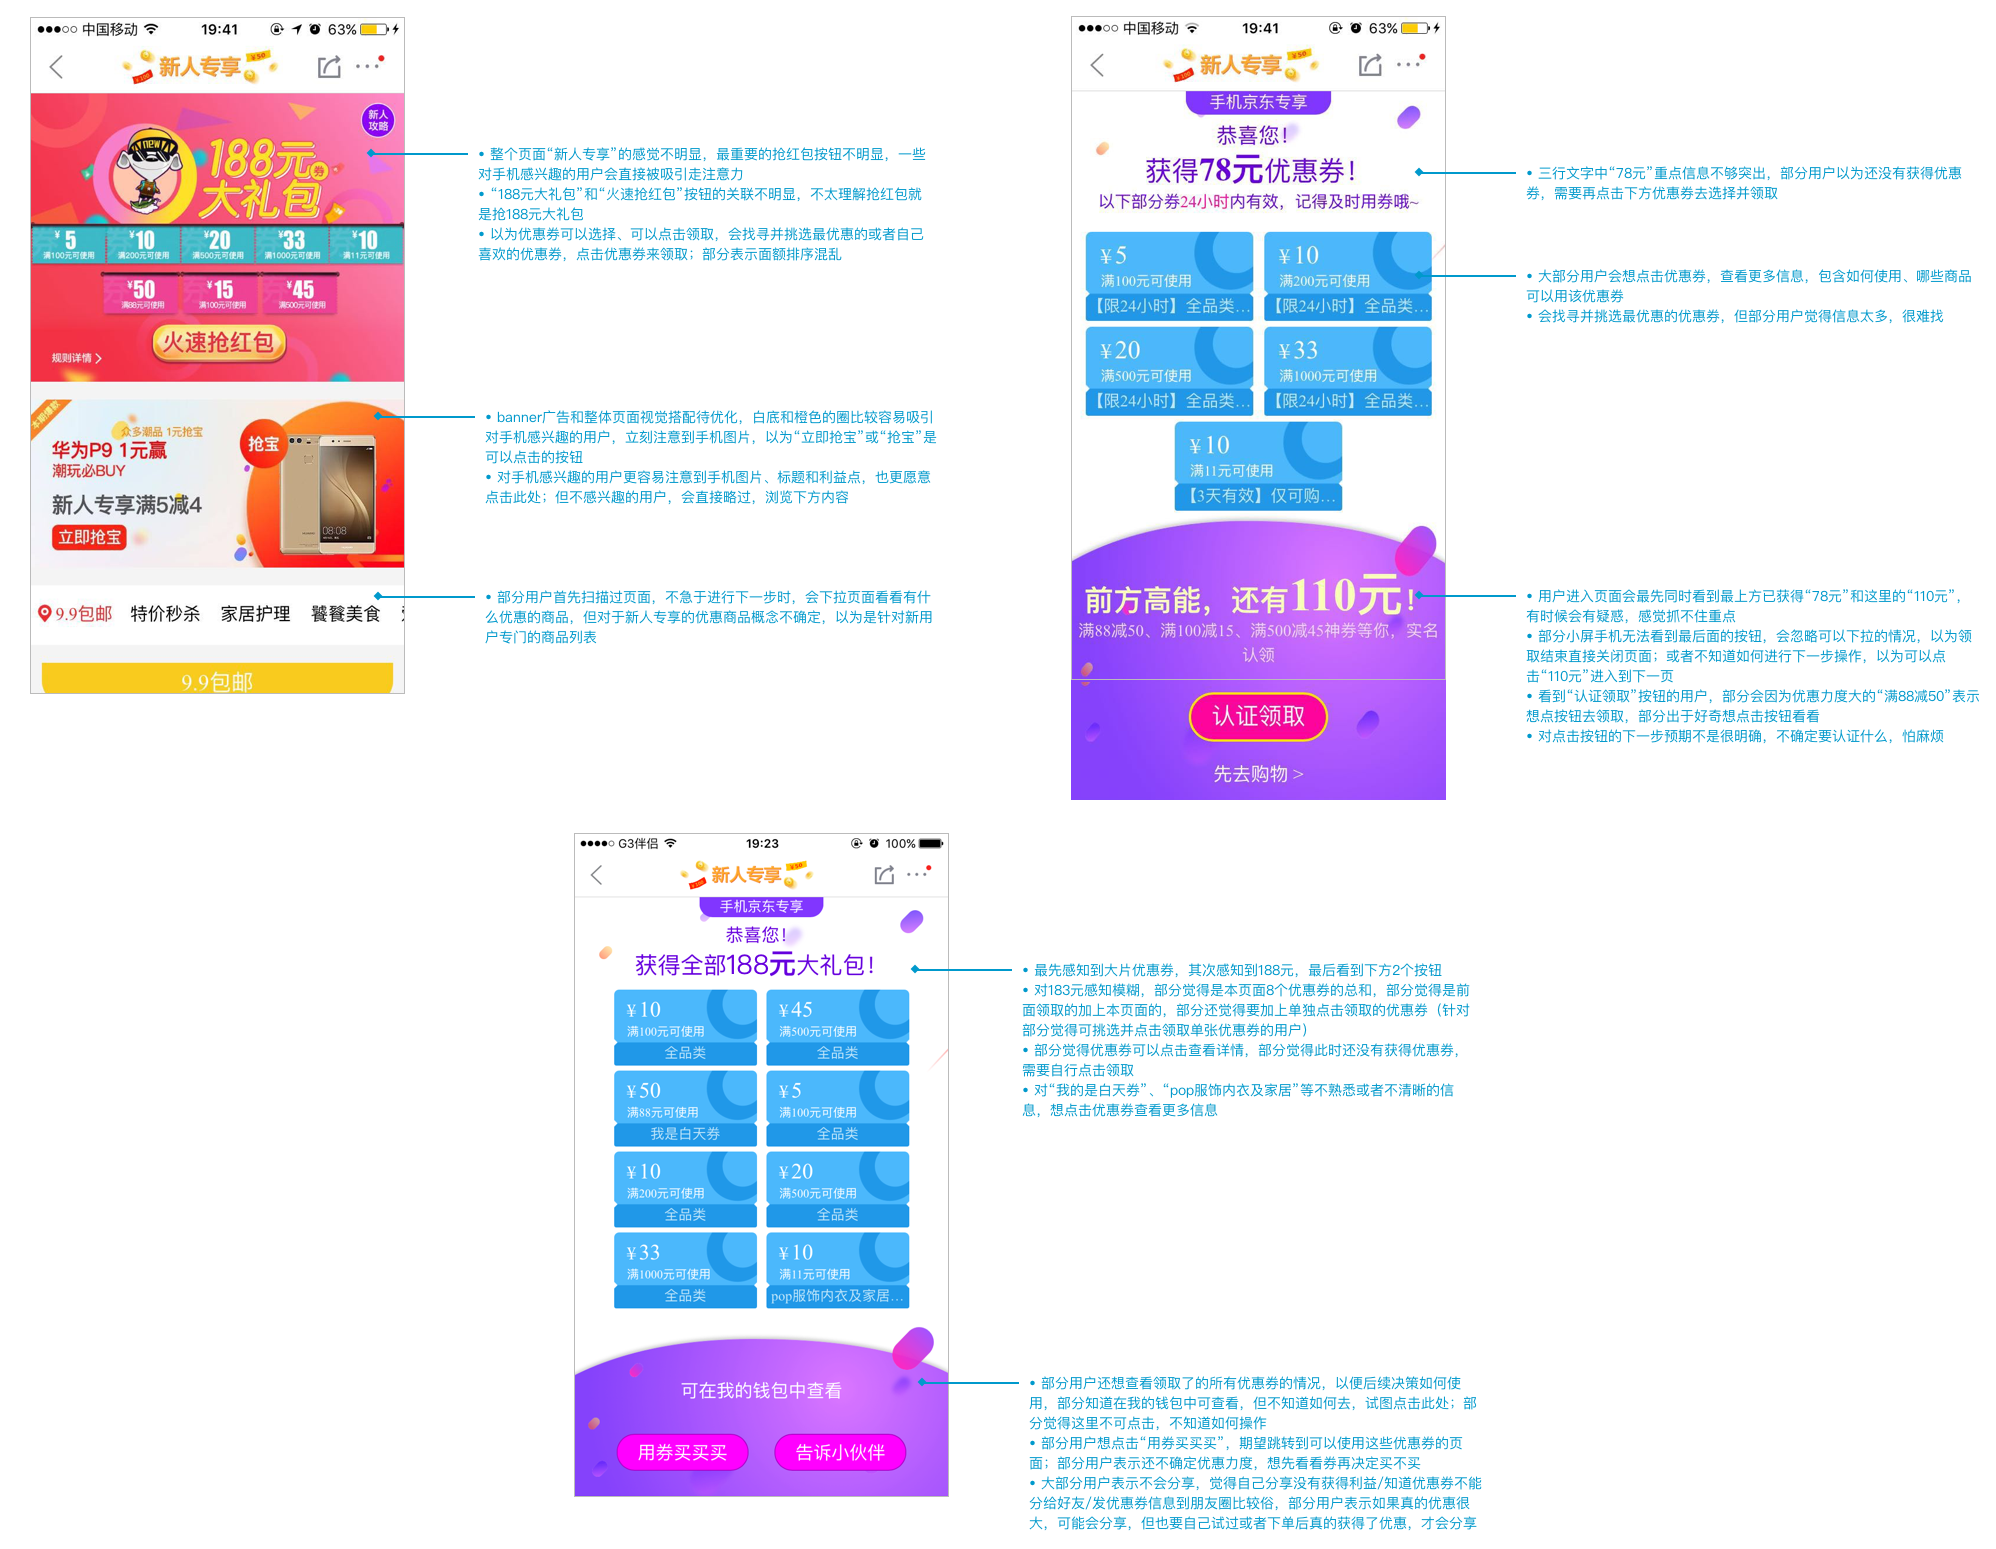 中国移动 19:41 63%
新人专享
新人
攻略
188元
券
大礼包
¥5 ¥10 ¥20 ¥33 ¥10
满100元可使用 满200元可使用 满500元可使用 满1000元可使用 满11元可使用
¥50 ¥15 ¥45
满88元可使用 满100元可使用 满500元可使用
火速抢红包
规则详情
本期爆款
众多潮品 1元抢宝
华为P9 1元赢
潮玩必BUY
抢宝
新人专享满5减4
立即抢宝
08:08
9.9包邮 特价秒杀 家居护理 饕餮美食
9.9包邮
• 整个页面“新人专享”的感觉不明显，最重要的抢红包按钮不明显，一些
对手机感兴趣的用户会直接被吸引走注意力
• “188元大礼包”和“火速抢红包”按钮的关联不明显，不太理解抢红包就
是抢188元大礼包
• 以为优惠券可以选择、可以点击领取，会找寻并挑选最优惠的或者自己
喜欢的优惠券，点击优惠券来领取；部分表示面额排序混乱
• banner广告和整体页面视觉搭配待优化，白底和橙色的圈比较容易吸引
对手机感兴趣的用户，立刻注意到手机图片，以为“立即抢宝”或“抢宝”是
可以点击的按钮
• 对手机感兴趣的用户更容易注意到手机图片、标题和利益点，也更愿意
点击此处；但不感兴趣的用户，会直接略过，浏览下方内容
• 部分用户首先扫描过页面，不急于进行下一步时，会下拉页面看看有什
么优惠的商品，但对于新人专享的优惠商品概念不确定，以为是针对新用
户专门的商品列表
中国移动 19:41 63%
新人专享
手机京东专享
恭喜您！
获得78元优惠券！
以下部分券24小时内有效，记得及时用券哦~
¥5 ¥10
满100元可使用 满200元可使用
【限24小时】全品类... 【限24小时】全品类...
¥20 ¥33
满500元可使用 满1000元可使用
【限24小时】全品类... 【限24小时】全品类...
¥10
满11元可使用
【3天有效】仅可购...
前方高能，还有110元！
满88减50、满100减15、满500减45神券等你，实名
认领
认证领取
先去购物 >
• 三行文字中“78元”重点信息不够突出，部分用户以为还没有获得优惠
券，需要再点击下方优惠券去选择并领取
• 大部分用户会想点击优惠券，查看更多信息，包含如何使用、哪些商品
可以用该优惠券
• 会找寻并挑选最优惠的优惠券，但部分用户觉得信息太多，很难找
• 用户进入页面会最先同时看到最上方已获得“78元”和这里的“110元”，
有时候会有疑惑，感觉抓不住重点
• 部分小屏手机无法看到最后面的按钮，会忽略可以下拉的情况，以为领
取结束直接关闭页面；或者不知道如何进行下一步操作，以为可以点
击“110元”进入到下一页
• 看到“认证领取”按钮的用户，部分会因为优惠力度大的“满88减50”表示
想点按钮去领取，部分出于好奇想点击按钮看看
• 对点击按钮的下一步预期不是很明确，不确定要认证什么，怕麻烦
G3伴侣 19:23 100%
新人专享
手机京东专享
恭喜您！
获得全部188元大礼包！
¥10 ¥45
满100元可使用 满500元可使用
全品类 全品类
¥50 ¥5
满88元可使用 满100元可使用
我是白天券 全品类
¥10 ¥20
满200元可使用 满500元可使用
全品类 全品类
¥33 ¥10
满1000元可使用 满11元可使用
全品类 pop服饰内衣及家居...
可在我的钱包中查看
用券买买买 告诉小伙伴
• 最先感知到大片优惠券，其次感知到188元，最后看到下方2个按钮
• 对183元感知模糊，部分觉得是本页面8个优惠券的总和，部分觉得是前
面领取的加上本页面的，部分还觉得要加上单独点击领取的优惠券（针对
部分觉得可挑选并点击领取单张优惠券的用户）
• 部分觉得优惠券可以点击查看详情，部分觉得此时还没有获得优惠券，
需要自行点击领取
• 对“我的是白天券”、“pop服饰内衣及家居”等不熟悉或者不清晰的信
息，想点击优惠券查看更多信息
• 部分用户还想查看领取了的所有优惠券的情况，以便后续决策如何使
用，部分知道在我的钱包中可查看，但不知道如何去，试图点击此处；部
分觉得这里不可点击，不知道如何操作
• 部分用户想点击“用券买买买”，期望跳转到可以使用这些优惠券的页
面；部分用户表示还不确定优惠力度，想先看看券再决定买不买
• 大部分用户表示不会分享，觉得自己分享没有获得利益/知道优惠券不能
分给好友/发优惠券信息到朋友圈比较俗，部分用户表示如果真的优惠很
大，可能会分享，但也要自己试过或者下单后真的获得了优惠，才会分享